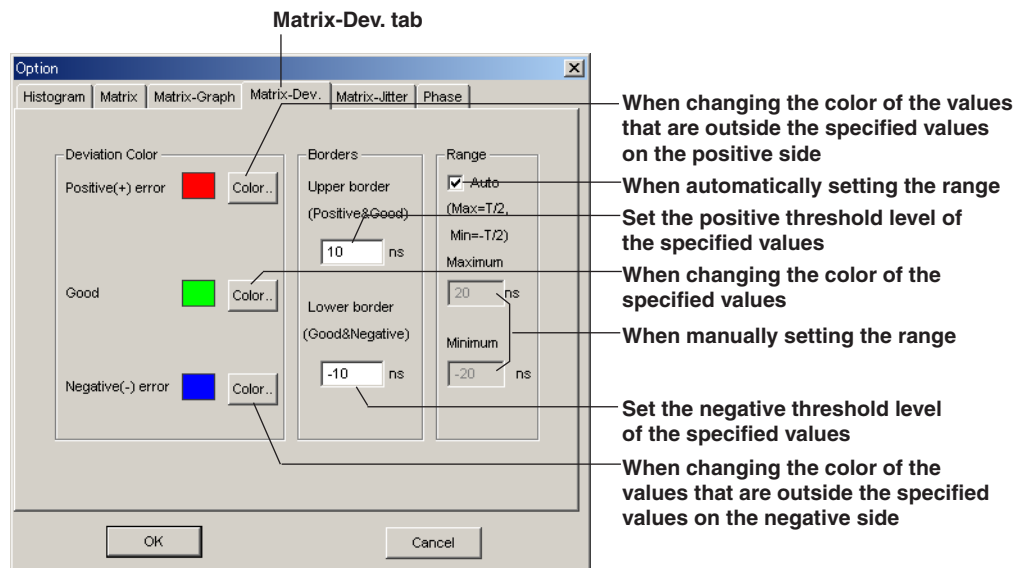 Matrix-Dev. tab
Option
Histogram Matrix Matrix-Graph Matrix-Dev. Matrix-Jitter Phase
Deviation Color
Positive(+) error Color..
Good Color..
Negative(-) error Color..
Borders
Upper border
(Positive&Good)
10 ns
Lower border
(Good&Negative)
-10 ns
Range
Auto
(Max=T/2,
Min=-T/2)
Maximum
20 ns
Minimum
-20 ns
OK Cancel
When changing the color of the values
that are outside the specified values
on the positive side
When automatically setting the range
Set the positive threshold level of
the specified values
When changing the color of the
specified values
When manually setting the range
Set the negative threshold level
of the specified values
When changing the color of the
values that are outside the specified
values on the negative side